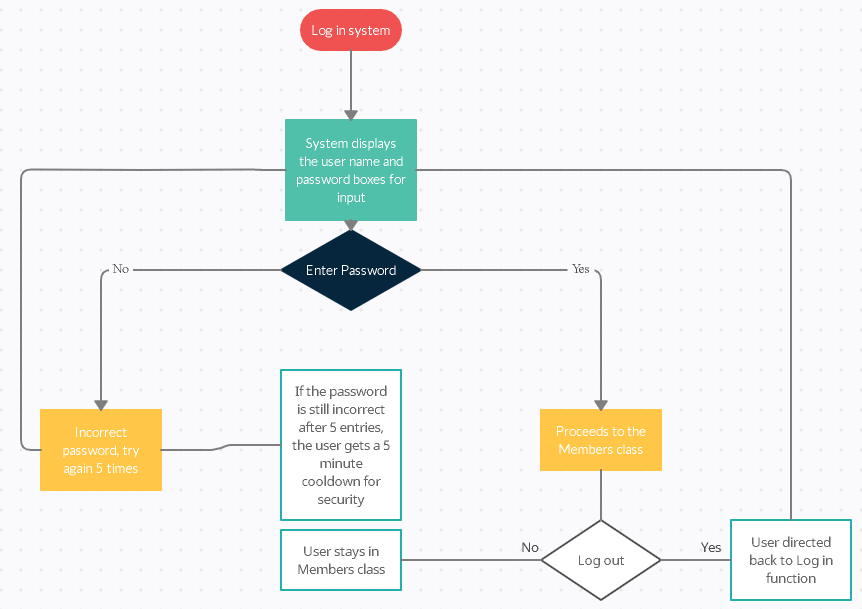 Log in system
System displays
the user name and
password boxes for
input
Enter Password
No
Yes
If the password
is still incorrect
after 5 entries,
the user gets a 5
minute
cooldown for
security
Incorrect
password, try
again 5 times
Proceeds to the
Members class
User stays in
Members class
No
Log out
Yes
User directed
back to Log in
function